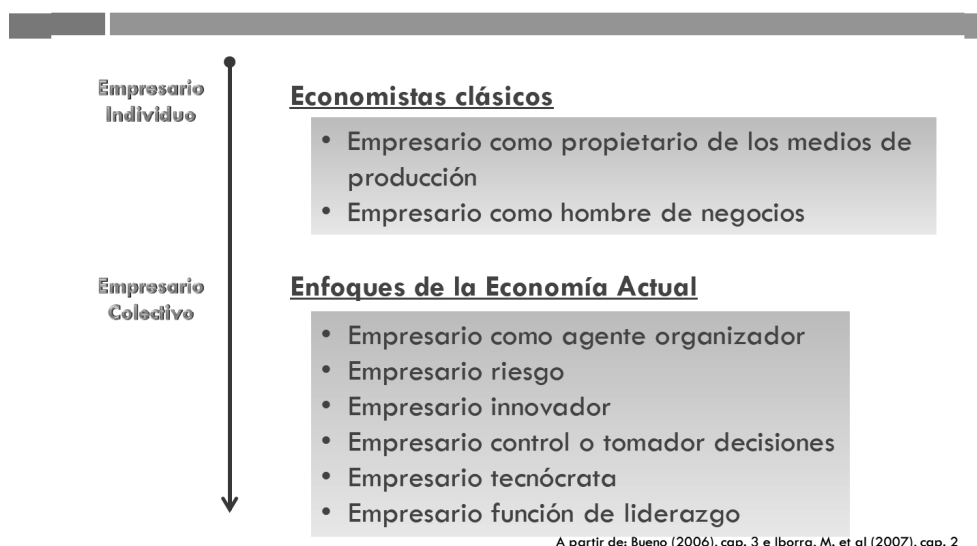 Empresario
Individuo
Economistas clásicos
• Empresario como propietario de los medios de
producción
• Empresario como hombre de negocios
Empresario
Colectivo
Enfoques de la Economía Actual
• Empresario como agente organizador
• Empresario riesgo
• Empresario innovador
• Empresario control o tomador decisiones
• Empresario tecnócrata
• Empresario función de liderazgo
A partir de: Bueno (2006), cap. 3 e Iborra, M. et al (2007), cap. 2